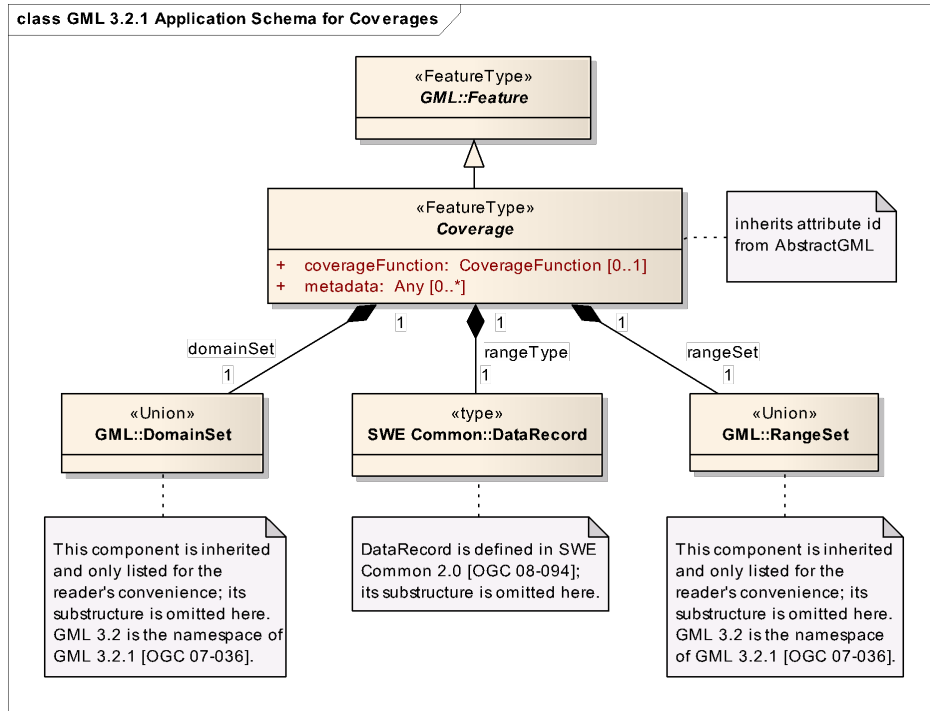 class GML 3.2.1 Application Schema for Coverages
«FeatureType»
GML::Feature
«FeatureType»
Coverage
+ coverageFunction: CoverageFunction [0..1]
+ metadata: Any [0..*]
inherits attribute id
from AbstractGML
1
1
1
domainSet
rangeType
rangeSet
1
1
1
«Union»
GML::DomainSet
«type»
SWE Common::DataRecord
«Union»
GML::RangeSet
This component is inherited
and only listed for the
reader's convenience; its
substructure is omitted here.
GML 3.2 is the namespace of
GML 3.2.1 [OGC 07-036].
DataRecord is defined in SWE
Common 2.0 [OGC 08-094];
its substructure is omitted here.
This component is inherited
and only listed for the
reader's convenience; its
substructure is omitted here.
GML 3.2 is the namespace
of GML 3.2.1 [OGC 07-036].